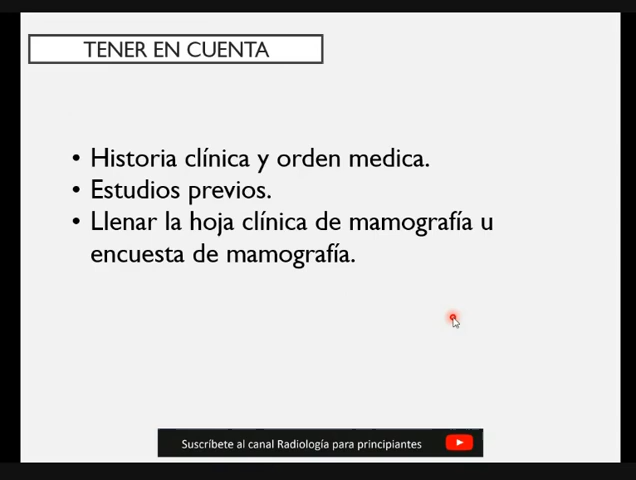 TENER EN CUENTA
• Historia clínica y orden medica.
• Estudios previos.
• Llenar la hoja clínica de mamografía u
encuesta de mamografía.
Suscríbete al canal Radiología para principiantes